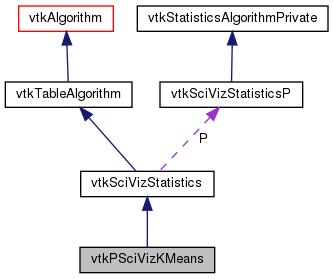 vtkAlgorithm
vtkStatisticsAlgorithmPrivate
vtkTableAlgorithm
vtkSciVizStatisticsP
P
vtkSciVizStatistics
vtkPSciVizKMeans